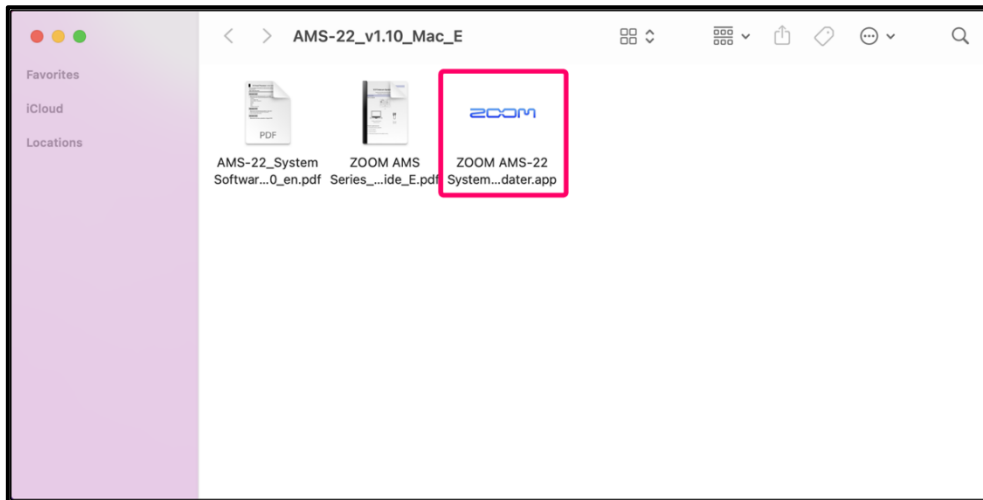 AMS-22_v1.10_Mac_E
Favorites
iCloud
Locations
PDF
AMS-22_System
Softwar...0_en.pdf
ZOOM AMS
Series_...ide_E.pdf
zoom
ZOOM AMS-22
System...dater.app